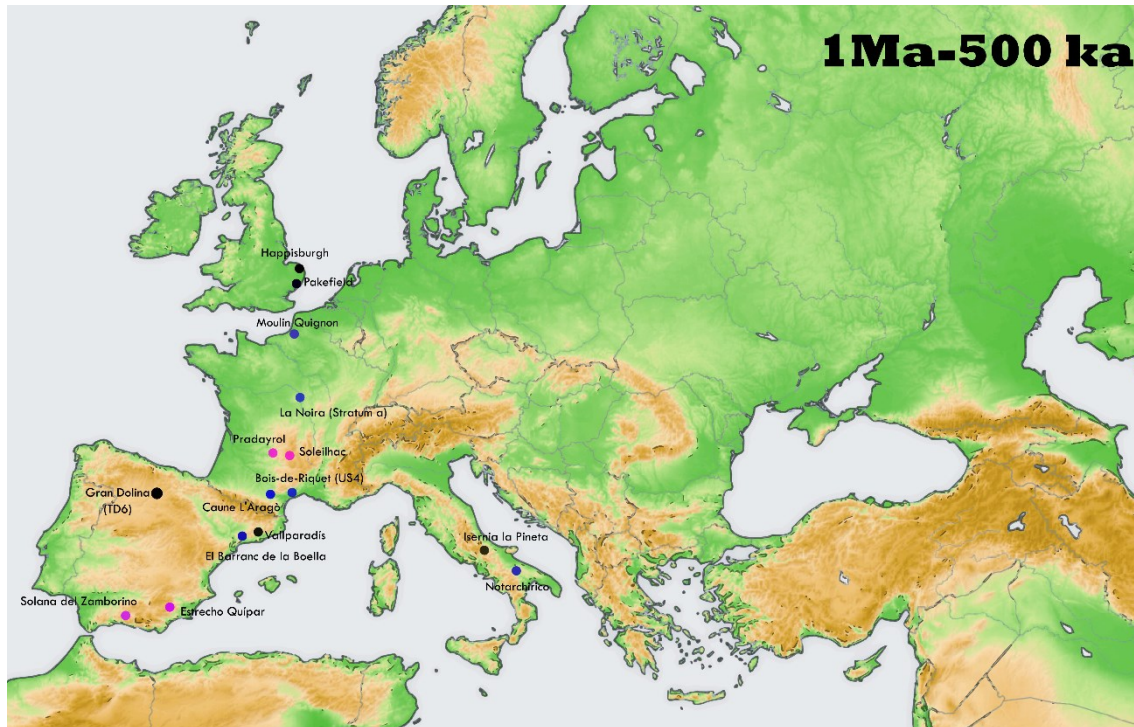 1Ma-500 ka
Happisburgh
Pakefield
Moulin Quignon
La Noira (Stratum a)
Pradayrol
Soleilhac
Bois-de-Riquet (US4)
Gran Dolina
(TD6)
Caune L'Aragò
Vallparadís
Isernia la Pineta
El Barranc de la Boella
Notarchirico
Solana del Zamborino
Estrecho Quípar